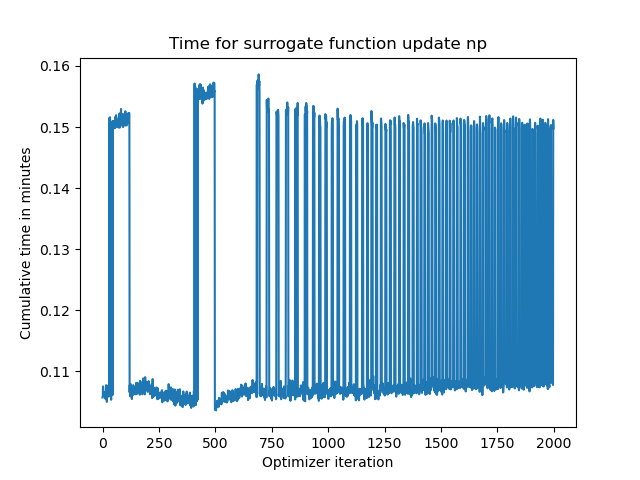 Time for surrogate function update np
Cumulative time in minutes
0.16
0.15
0.14
0.13
0.12
0.11
0 250 500 750 1000 1250 1500 1750 2000
Optimizer iteration